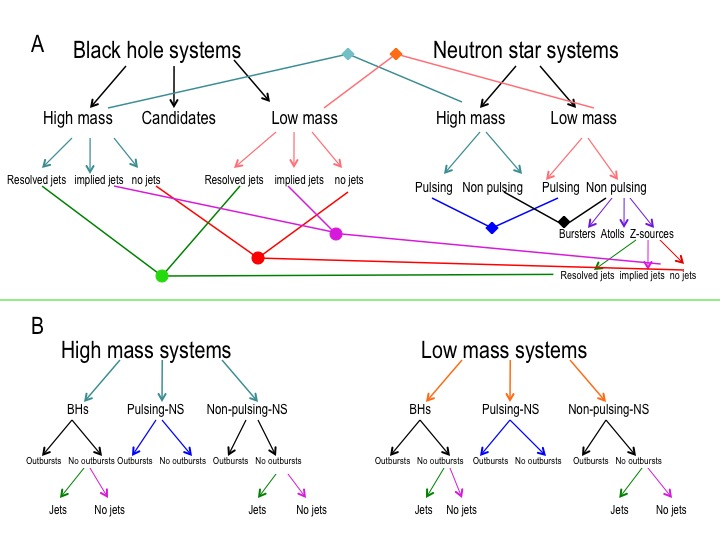 A
Black hole systems
Neutron star systems
High mass Candidates Low mass High mass Low mass
Resolved jets implied jets no jets Resolved jets implied jets no jets
Pulsing Non pulsing Pulsing Non pulsing
Bursters Atolls Z-sources
Resolved jets implied jets no jets
B
High mass systems Low mass systems
BHs Pulsing-NS Non-pulsing-NS BHs Pulsing-NS Non-pulsing-NS
Outbursts No outbursts Outbursts No outbursts Outbursts No outbursts Outbursts No outbursts Outbursts No outbursts Outbursts No outbursts
Jets No jets Jets No jets Jets No jets Jets No jets